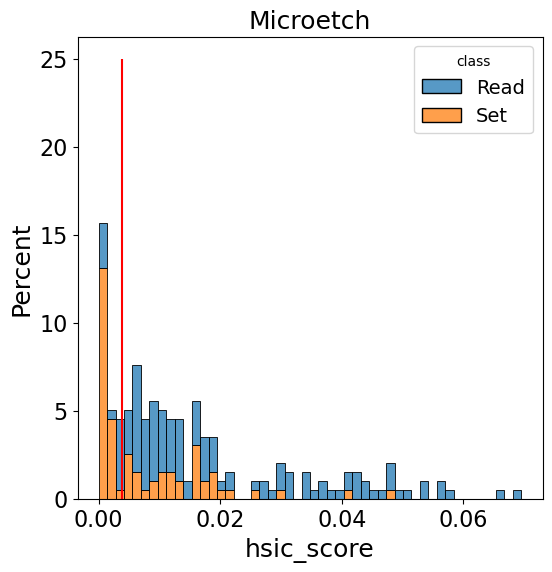 Microetch
class
Read
Set
Percent
25
20
15
10
5
0
0.00 0.02 0.04 0.06
hsic_score